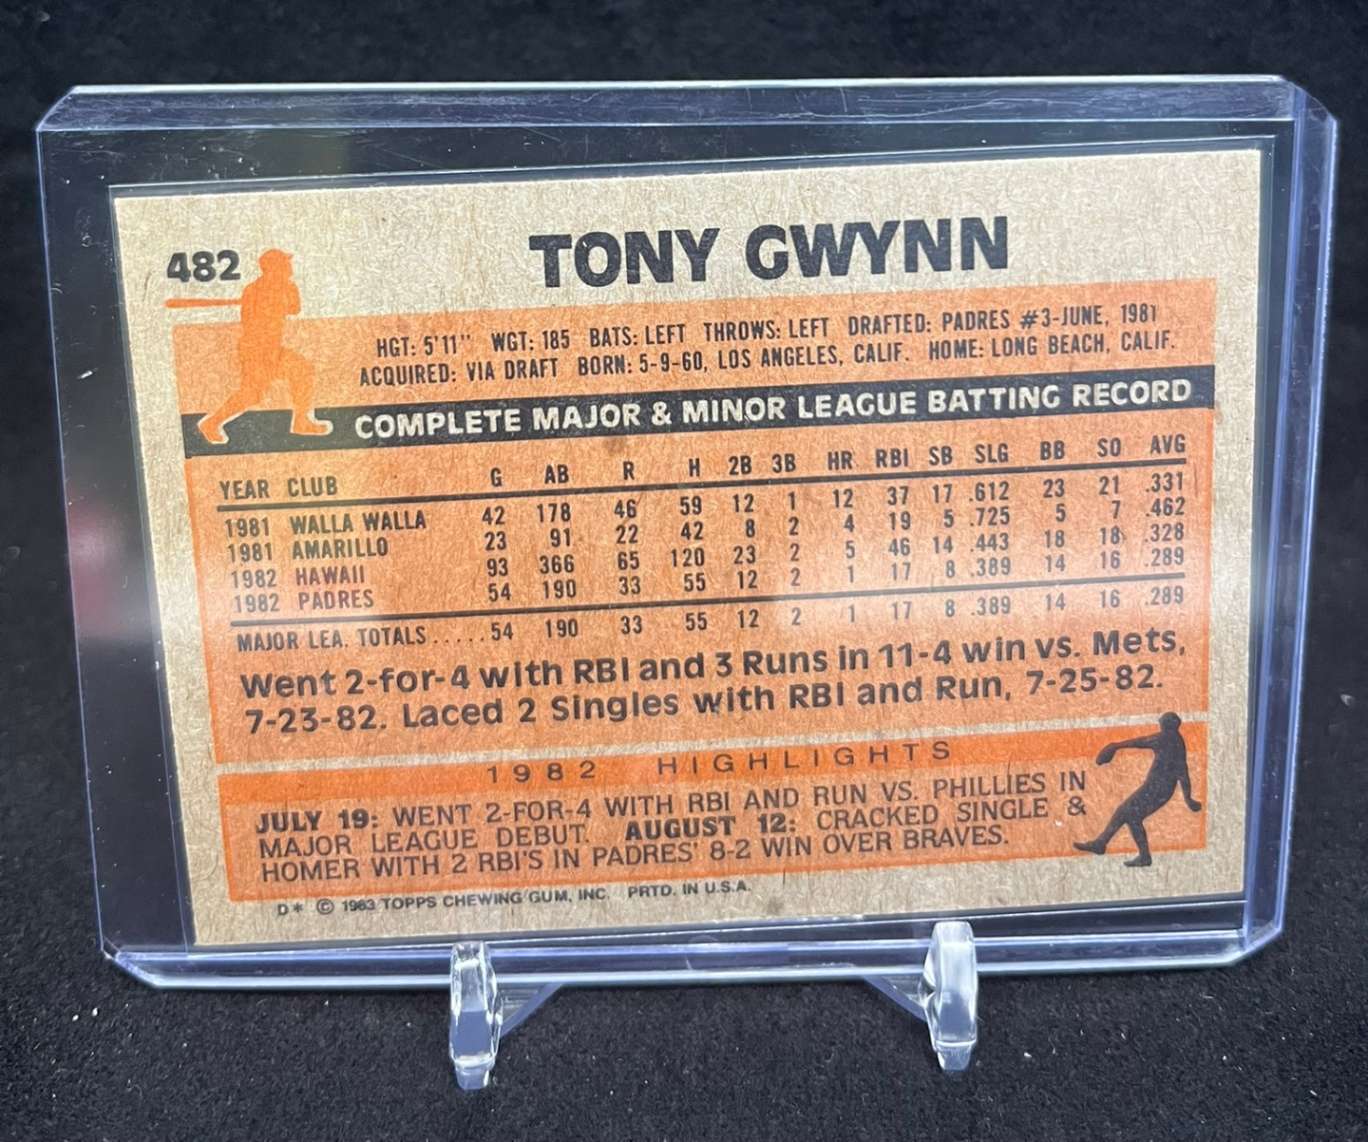 482
TONY GWYNN
HGT: 5'11" WGT: 185 BATS: LEFT THROWS: LEFT DRAFTED: PADRES #3-JUNE, 1981
ACQUIRED: VIA DRAFT BORN: 5-9-60, LOS ANGELES, CALIF. HOME: LONG BEACH, CALIF.
COMPLETE MAJOR & MINOR LEAGUE BATTING RECORD
YEAR CLUB G AB R H 2B 3B HR RBI SB SLG BB SO AVG
1981 WALLA WALLA 42 178 46 59 12 1 12 37 17 .612 23 21 .331
1981 AMARILLO 23 91 22 42 8 2 4 19 5 .725 5 7 .462
1982 HAWAII 93 366 65 120 23 2 5 46 14 .443 18 18 .328
1982 PADRES 54 190 33 55 12 2 1 17 8 .389 14 16 .289
MAJOR LEA. TOTALS.....54 190 33 55 12 2 1 17 8 .389 14 16 .289
Went 2-for-4 with RBI and 3 Runs in 11-4 win vs. Mets,
7-23-82. Laced 2 Singles with RBI and Run, 7-25-82.
1982 HIGHLIGHTS
JULY 19: WENT 2-FOR-4 WITH RBI AND RUN VS. PHILLIES IN
MAJOR LEAGUE DEBUT. AUGUST 12: CRACKED SINGLE &
HOMER WITH 2 RBI'S IN PADRES' 8-2 WIN OVER BRAVES.
D* © 1983 TOPPS CHEWING GUM, INC. PRTD. IN U.S.A.